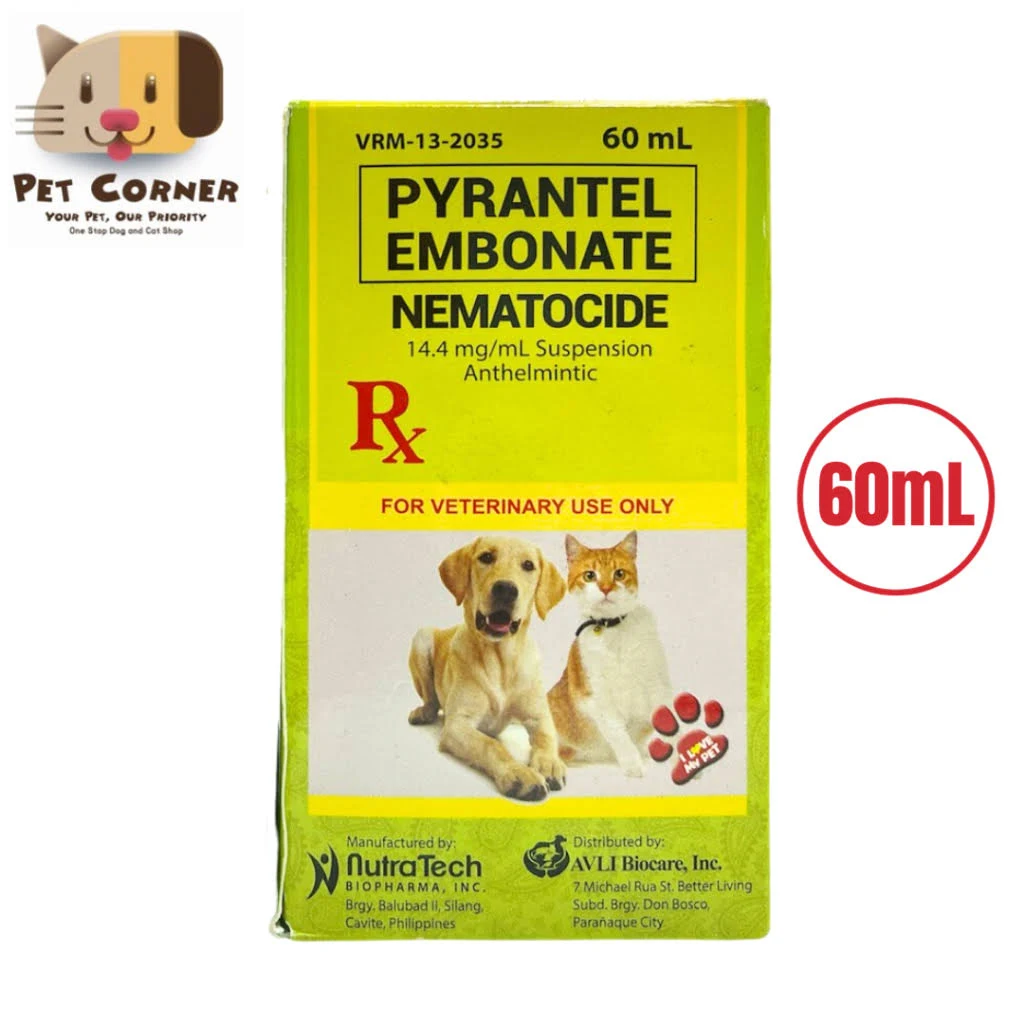 PET CORNER
YOUR PET, OUR PRIORITY
One Stop Dog and Cat Shop
VRM-13-2035 60 mL
PYRANTEL
EMBONATE
NEMATOCIDE
14.4 mg/mL Suspension
Anthelmintic
Rx
FOR VETERINARY USE ONLY
60mL
I LOVE
MY PET
Manufactured by:
NutraTech
BIOPHARMA, INC.
Brgy. Balubad II, Silang,
Cavite, Philippines
Distributed by:
AVLI Biocare, Inc.
7 Michael Rua St. Better Living
Subd. Brgy. Don Bosco,
Parañaque City